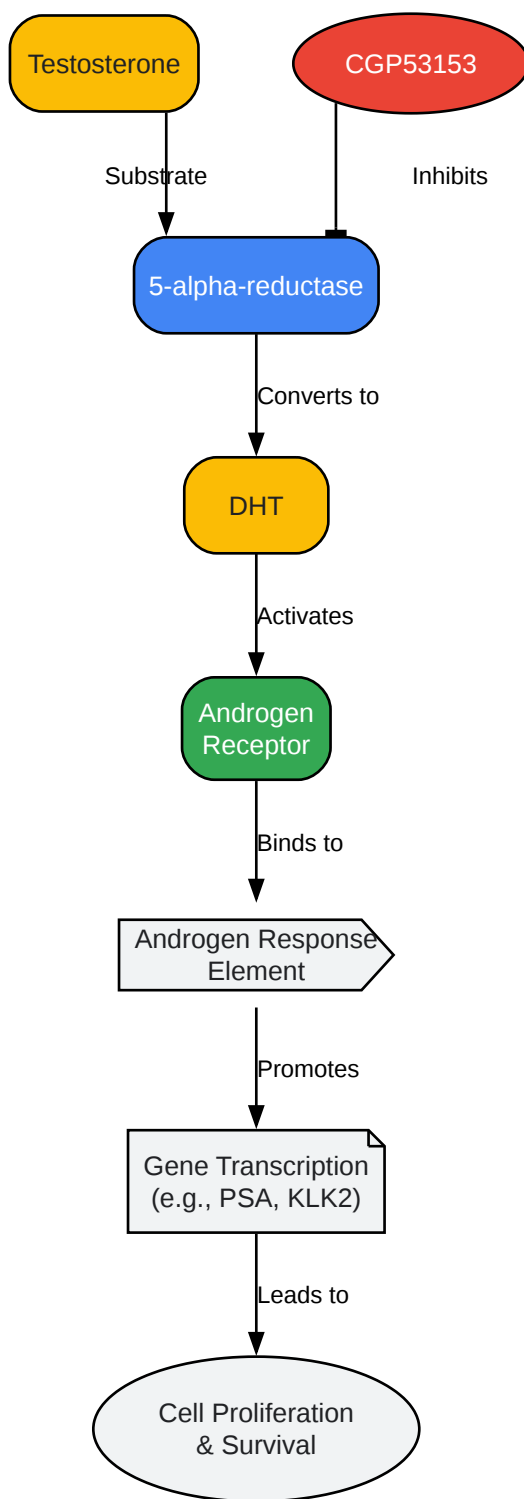 Testosterone
CGP53153
Substrate
Inhibits
5-alpha-reductase
Converts to
DHT
Activates
Androgen
Receptor
Binds to
Androgen Response
Element
Promotes
Gene Transcription
(e.g., PSA, KLK2)
Leads to
Cell Proliferation
& Survival